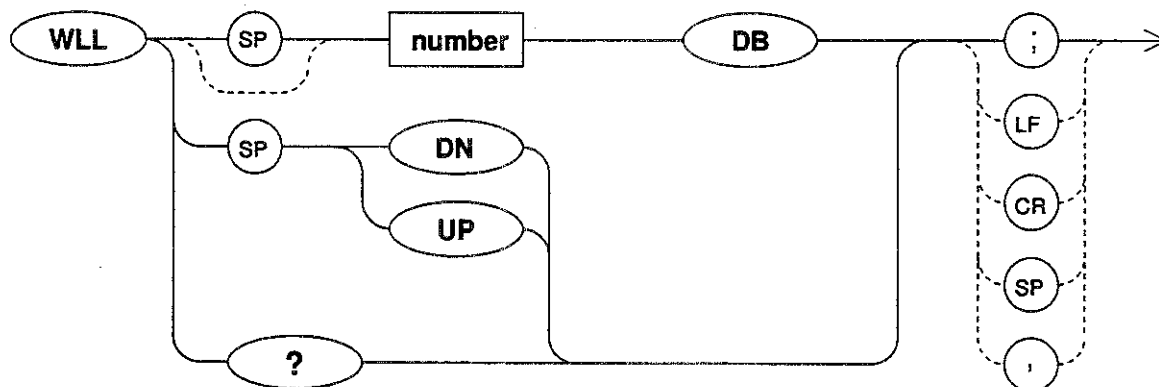 WLL SP number DB ;
LF
SP DN
CR
UP
SP
? ,